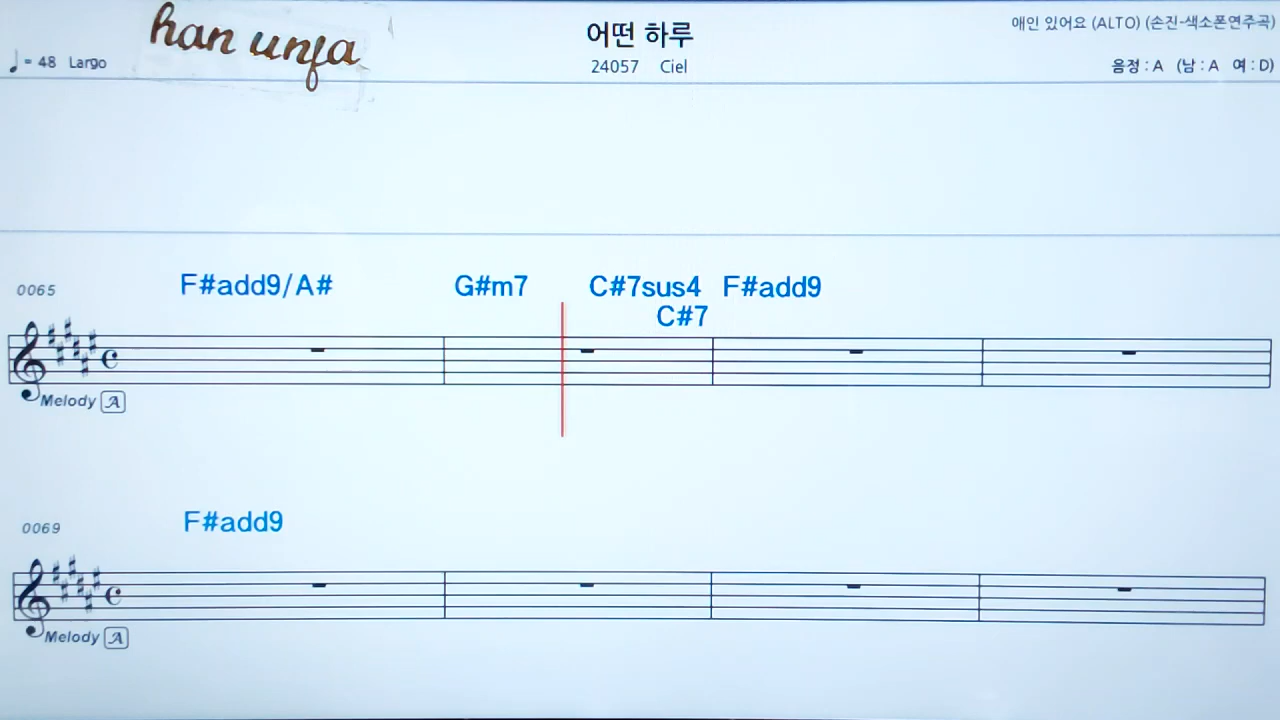 han unja
어떤 하루
애인 있어요 (ALTO) (손진-색소폰연주곡)
♩= 48 Largo
24057 Ciel
음정 : A (남 : A 여 : D)
0065
F#add9/A# G#m7 C#7sus4 F#add9
C#7
Melody A
0069
F#add9
Melody A